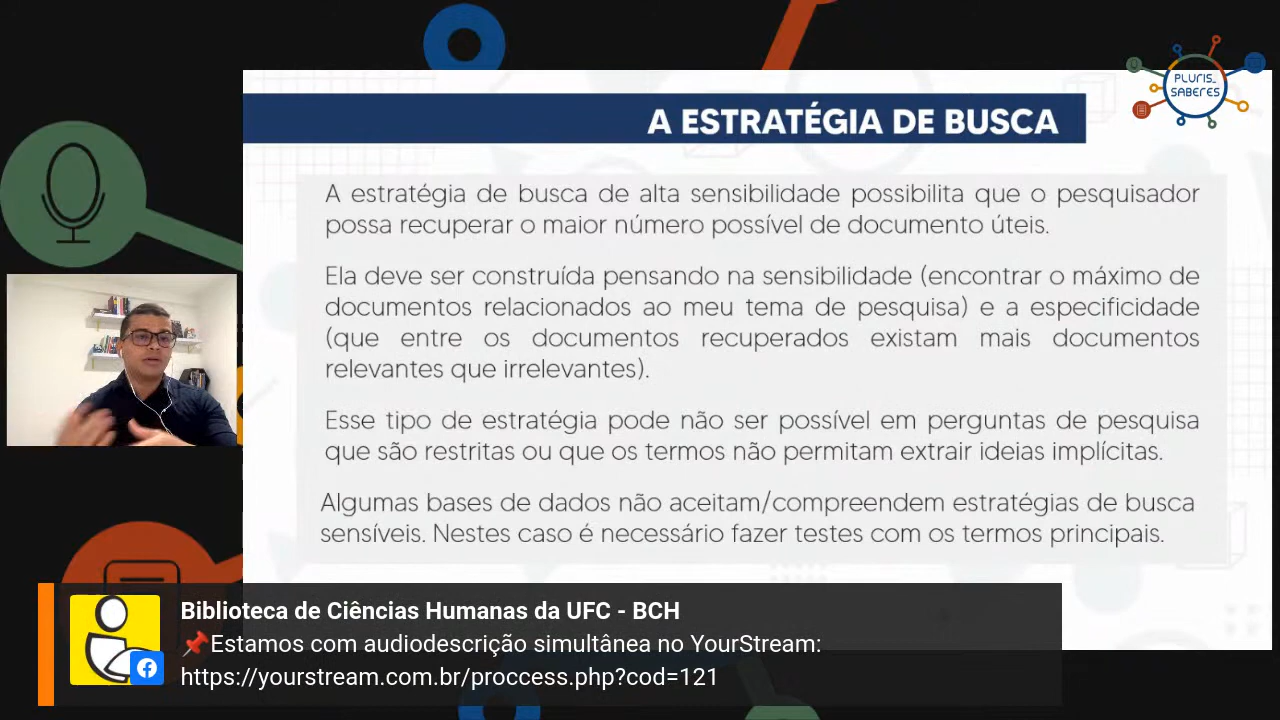 PLURIS_
SABERES
A ESTRATÉGIA DE BUSCA
A estratégia de busca de alta sensibilidade possibilita que o pesquisador
possa recuperar o maior número possível de documento úteis.
Ela deve ser construída pensando na sensibilidade (encontrar o máximo de
documentos relacionados ao meu tema de pesquisa) e a especificidade
(que entre os documentos recuperados existam mais documentos
relevantes que irrelevantes).
Esse tipo de estratégia pode não ser possível em perguntas de pesquisa
que são restritas ou que os termos não permitam extrair ideias implícitas.
Algumas bases de dados não aceitam/compreendem estratégias de busca
sensíveis. Nestes caso é necessário fazer testes com os termos principais.
Biblioteca de Ciências Humanas da UFC - BCH
📌Estamos com audiodescrição simultânea no YourStream:
https://yourstream.com.br/proccess.php?cod=121